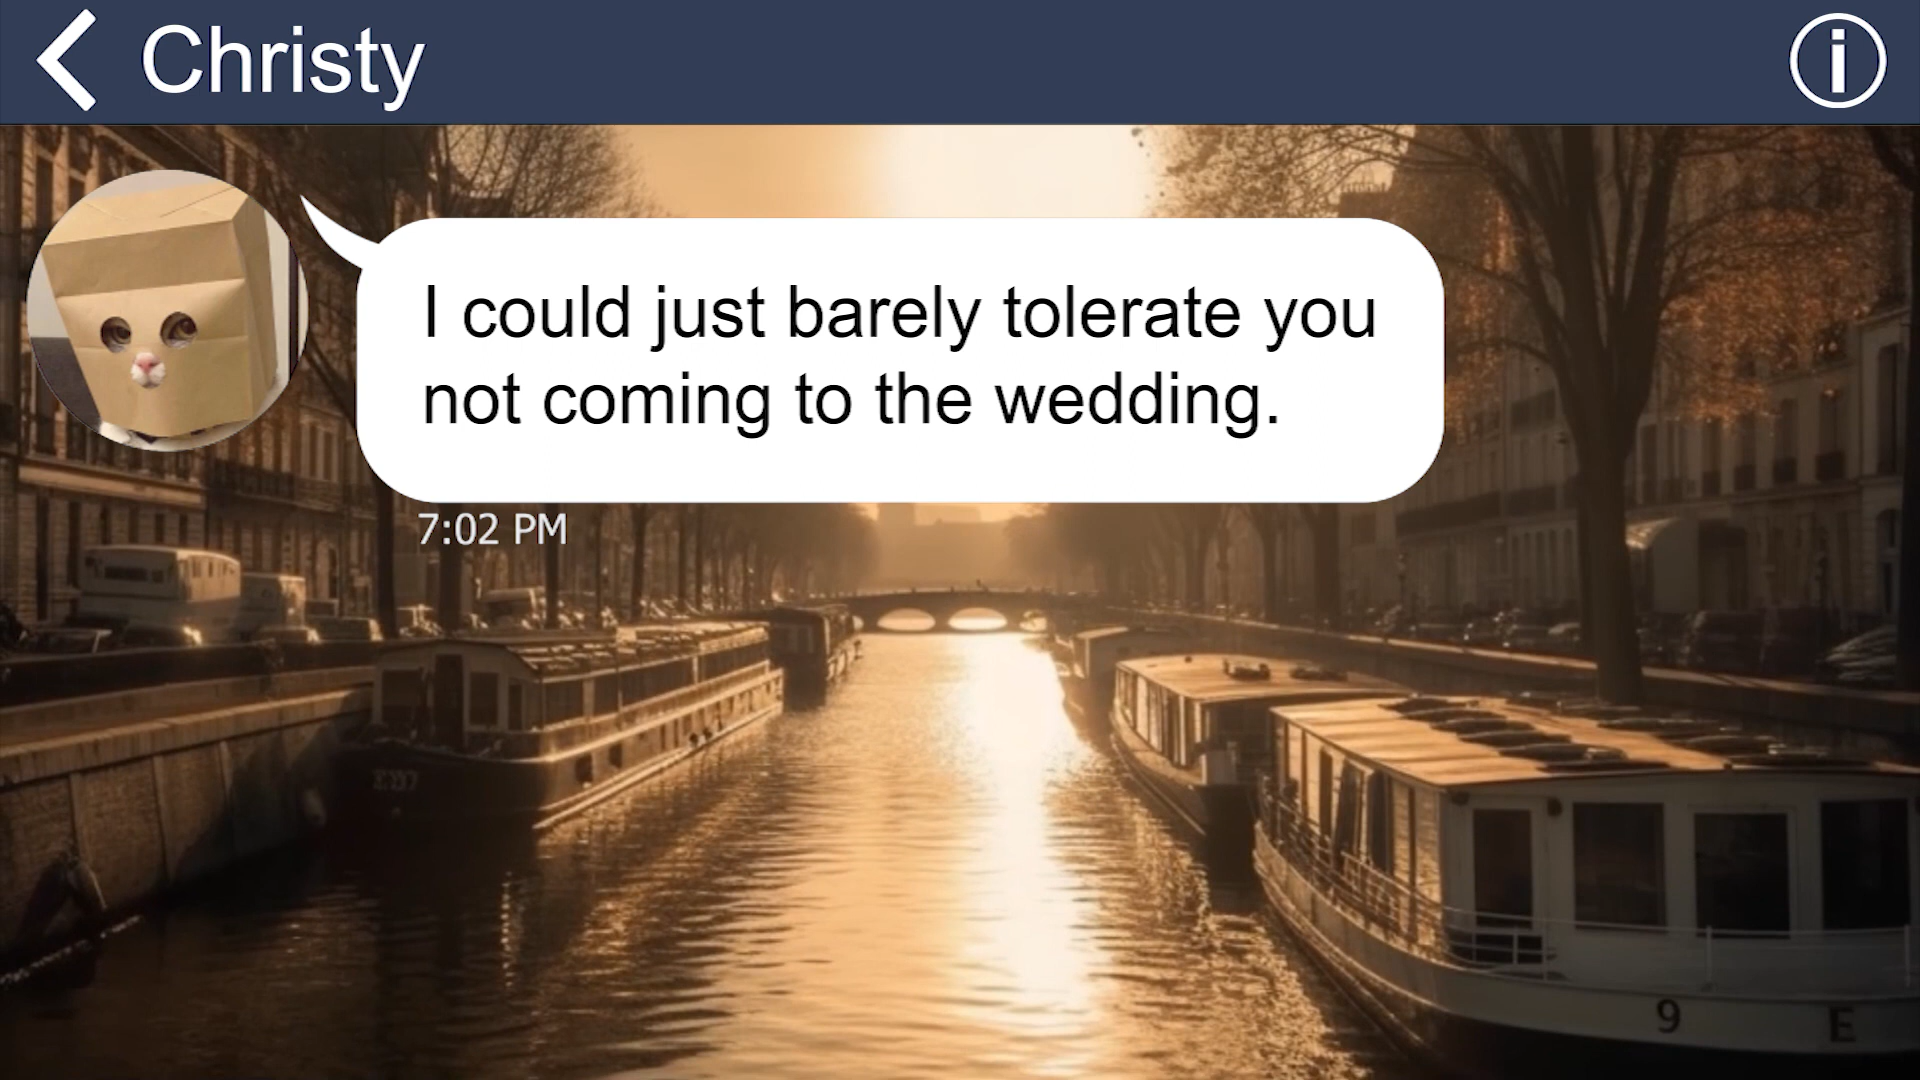 Christy
I could just barely tolerate you
not coming to the wedding.
7:02 PM
9 E